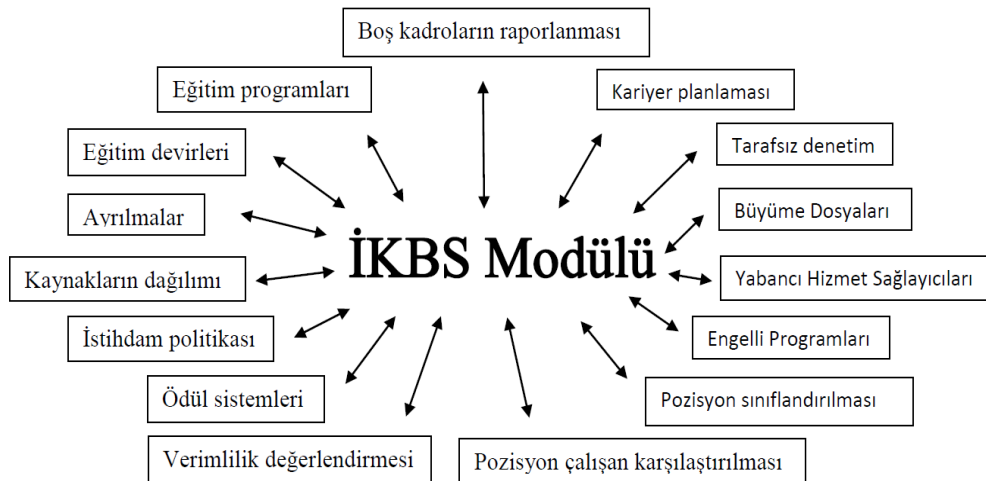 Boş kadroların raporlanması
Eğitim programları
Kariyer planlaması
Eğitim devirleri
Tarafsız denetim
Ayrılmalar
Büyüme Dosyaları
İKBS Modülü
Kaynakların dağılımı
Yabancı Hizmet Sağlayıcıları
İstihdam politikası
Engelli Programları
Ödül sistemleri
Pozisyon sınıflandırılması
Verimlilik değerlendirmesi
Pozisyon çalışan karşılaştırılması